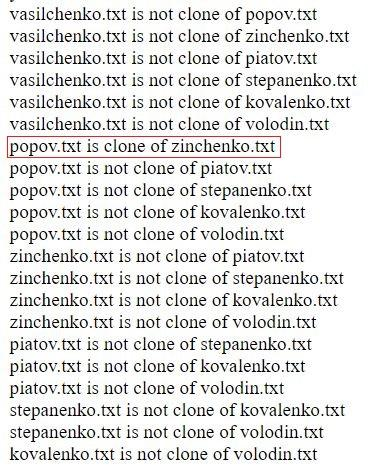 vasilchenko.txt is not clone of popov.txt
vasilchenko.txt is not clone of zinchenko.txt
vasilchenko.txt is not clone of piatov.txt
vasilchenko.txt is not clone of stepanenko.txt
vasilchenko.txt is not clone of kovalenko.txt
vasilchenko.txt is not clone of volodin.txt
popov.txt is clone of zinchenko.txt
popov.txt is not clone of piatov.txt
popov.txt is not clone of stepanenko.txt
popov.txt is not clone of kovalenko.txt
popov.txt is not clone of volodin.txt
zinchenko.txt is not clone of piatov.txt
zinchenko.txt is not clone of stepanenko.txt
zinchenko.txt is not clone of kovalenko.txt
zinchenko.txt is not clone of volodin.txt
piatov.txt is not clone of stepanenko.txt
piatov.txt is not clone of kovalenko.txt
piatov.txt is not clone of volodin.txt
stepanenko.txt is not clone of kovalenko.txt
stepanenko.txt is not clone of volodin.txt
kovalenko.txt is not clone of volodin.txt